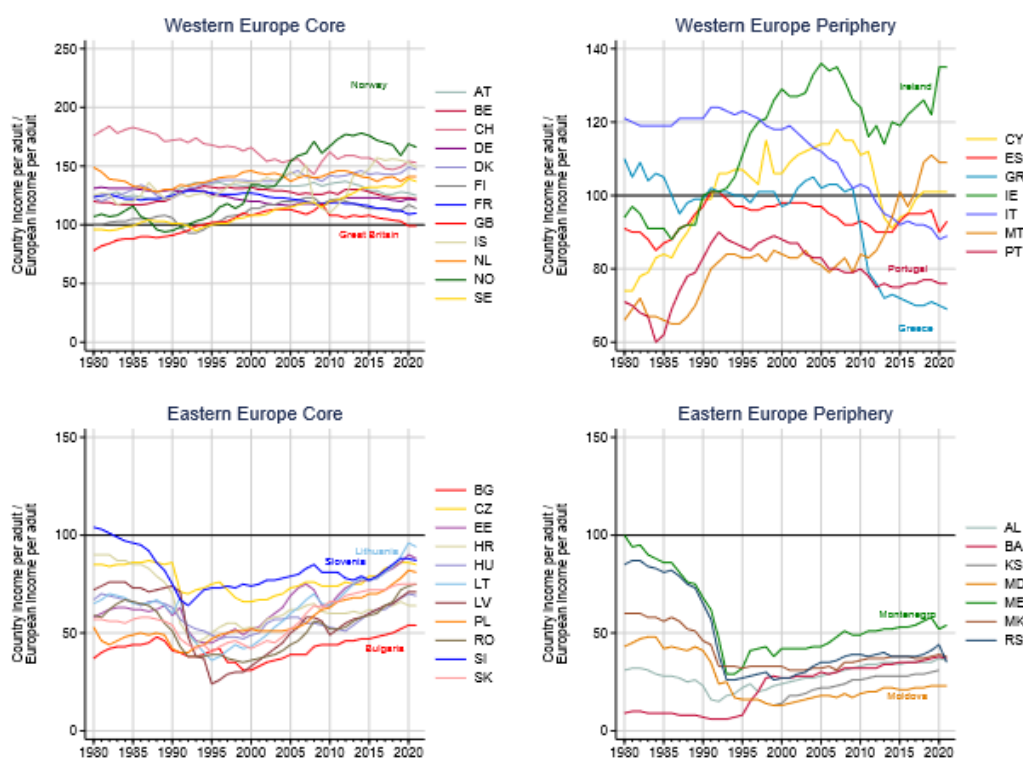 Western Europe Core
Country Income per adult /
European Income per adult
250
200
150
100
50
0
1980 1985 1990 1995 2000 2005 2010 2015 2020
Norway
Great Britain
AT
BE
CH
DE
DK
FI
FR
GB
IS
NL
NO
SE
Western Europe Periphery
Country Income per adult /
European Income per adult
140
120
100
80
60
1980 1985 1990 1995 2000 2005 2010 2015 2020
Ireland
Portugal
Greece
CY
ES
GR
IE
IT
MT
PT
Eastern Europe Core
Country Income per adult /
European Income per adult
150
100
50
0
1980 1985 1990 1995 2000 2005 2010 2015 2020
Lithuania
Slovenia
Bulgaria
BG
CZ
EE
HR
HU
LT
LV
PL
RO
SI
SK
Eastern Europe Periphery
Country Income per adult /
European Income per adult
150
100
50
0
1980 1985 1990 1995 2000 2005 2010 2015 2020
Montenegro
Moldova
AL
BA
KS
MD
ME
MK
RS